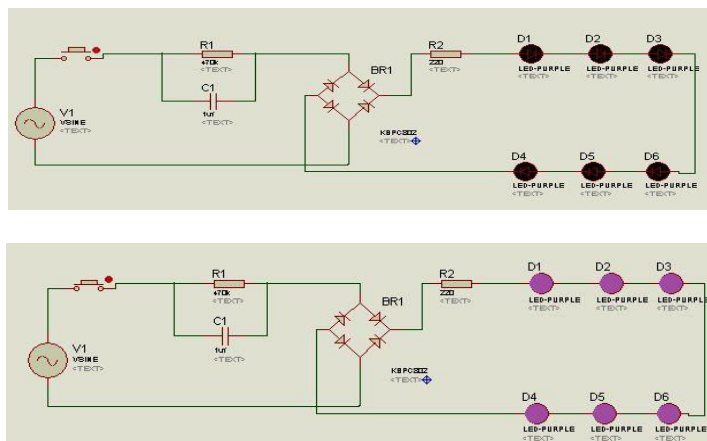 R1
470k
<TEXT>
C1
1uf
<TEXT>
V1
VSINE
<TEXT>
BR1
KBPC802
<TEXT>
R2
220
<TEXT>
D1
LED-PURPLE
<TEXT>
D2
LED-PURPLE
<TEXT>
D3
LED-PURPLE
<TEXT>
D4
LED-PURPLE
<TEXT>
D5
LED-PURPLE
<TEXT>
D6
LED-PURPLE
<TEXT>
R1
470k
<TEXT>
C1
1uf
<TEXT>
V1
VSINE
<TEXT>
BR1
KBPC802
<TEXT>
R2
220
<TEXT>
D1
LED-PURPLE
<TEXT>
D2
LED-PURPLE
<TEXT>
D3
LED-PURPLE
<TEXT>
D4
LED-PURPLE
<TEXT>
D5
LED-PURPLE
<TEXT>
D6
LED-PURPLE
<TEXT>